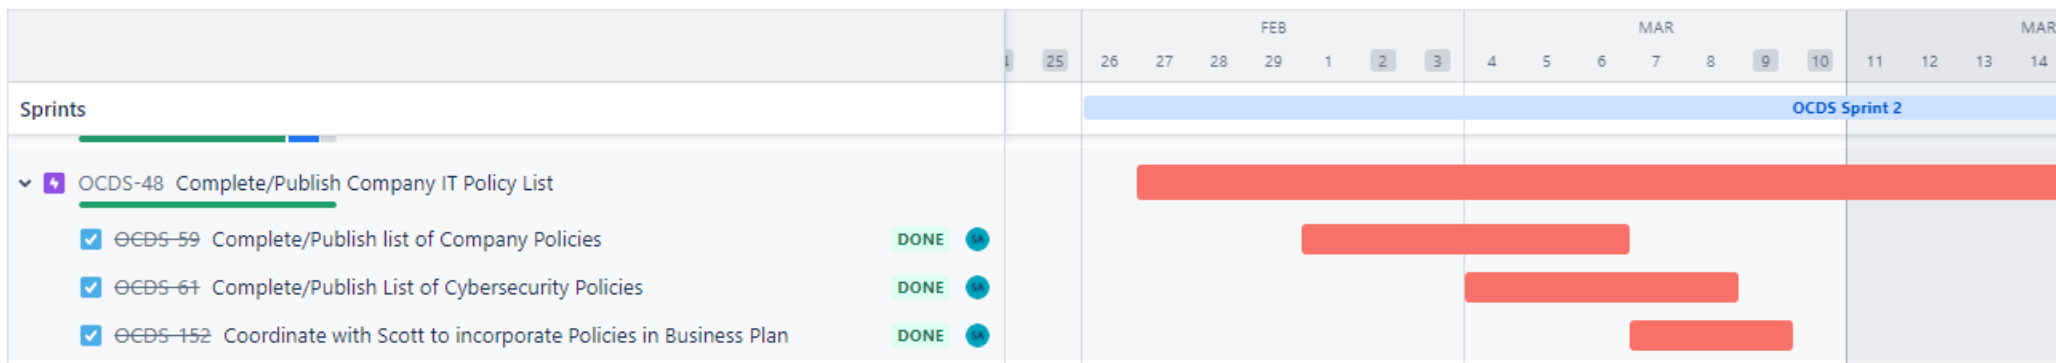 FEB MAR MAR
25 26 27 28 29 1 2 3 4 5 6 7 8 9 10 11 12 13 14
Sprints OCDS Sprint 2
OCDS-48 Complete/Publish Company IT Policy List
OCDS-59 Complete/Publish list of Company Policies DONE SA
OCDS-61 Complete/Publish List of Cybersecurity Policies DONE SA
OCDS-152 Coordinate with Scott to incorporate Policies in Business Plan DONE SA